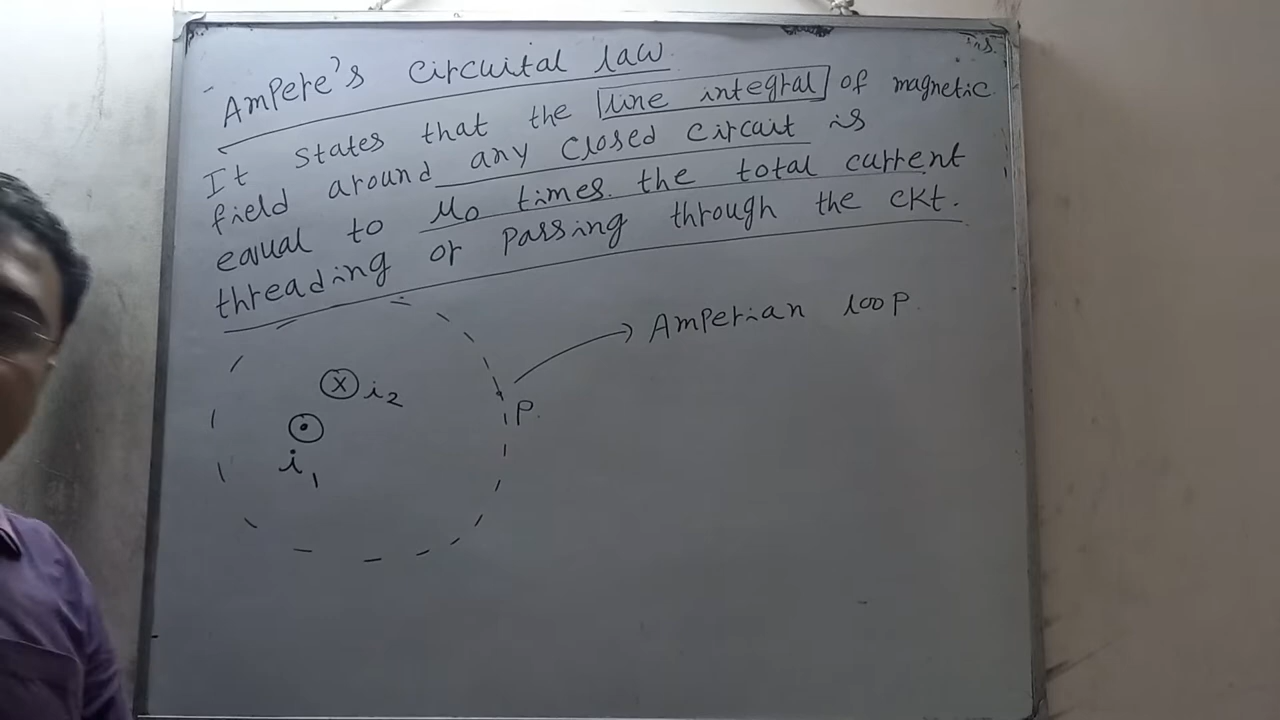 Ampere's circuital law
It states that the line integral of magnetic
field around any closed circuit is
equal to μ0 times the total current
threading or passing through the ckt.
Amperian loop
x i2
P
i1